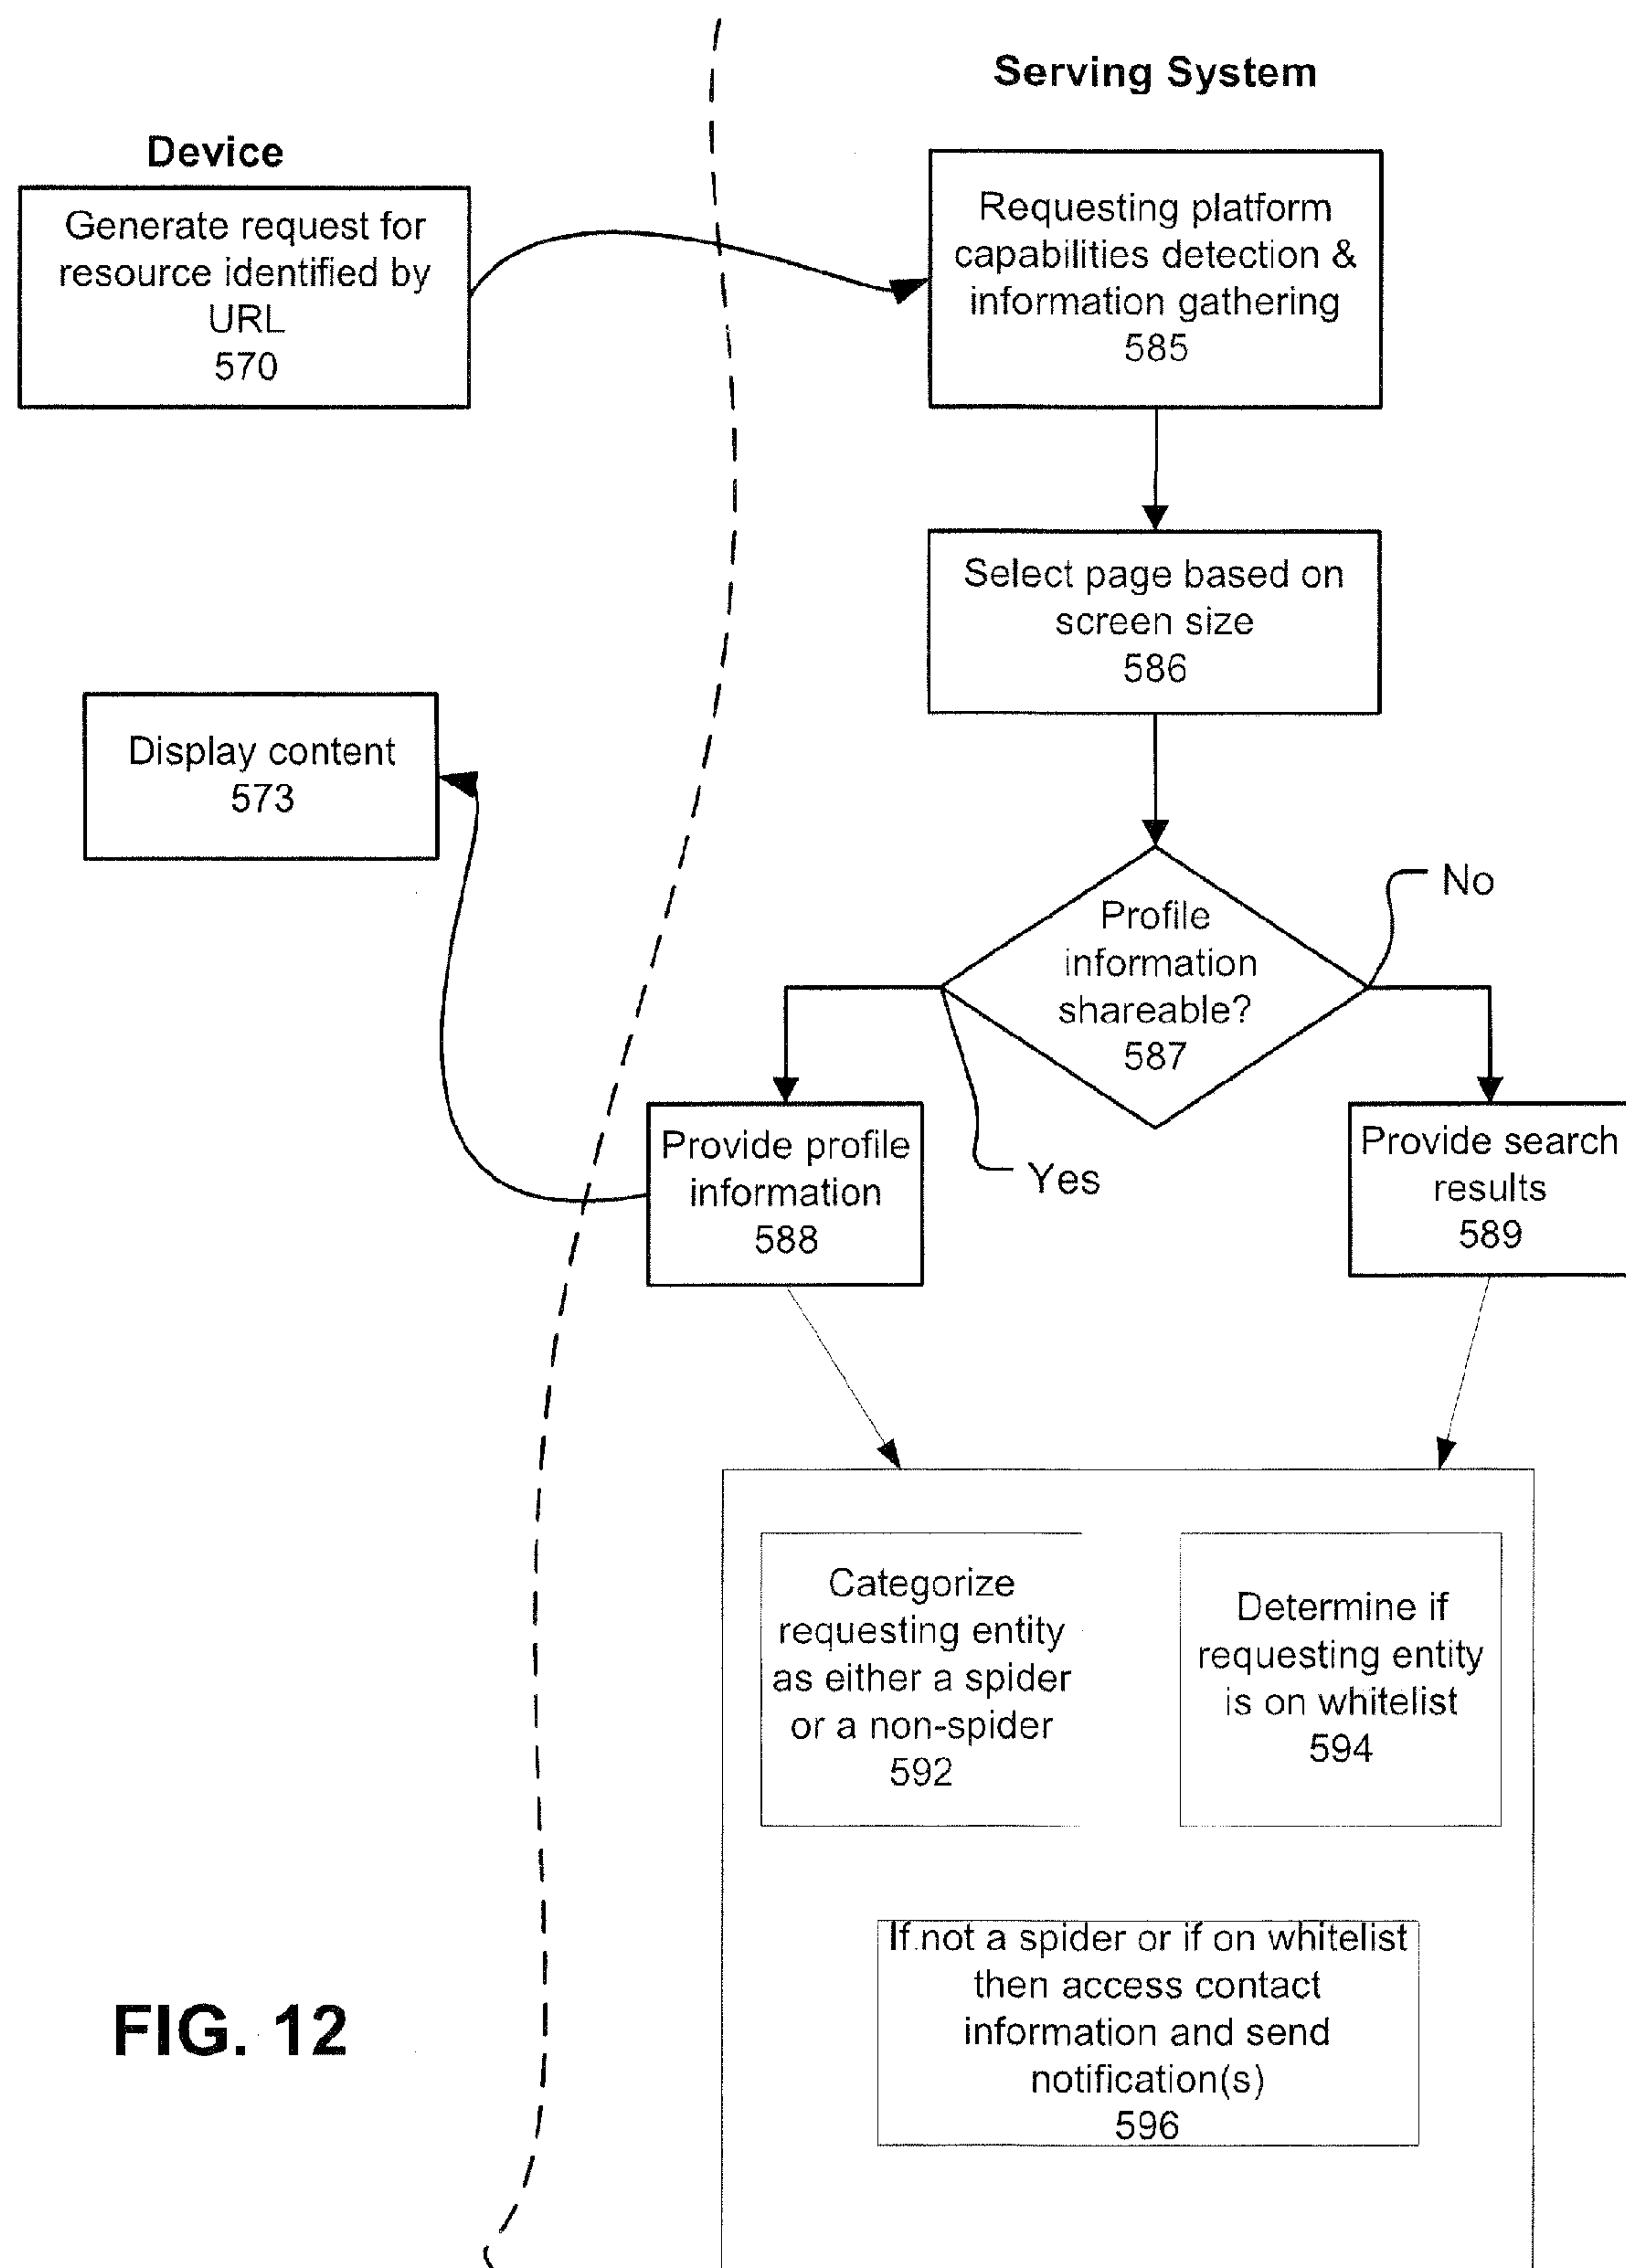 Serving System
Device
Generate request for
resource identified by
URL
570
Requesting platform
capabilities detection &
information gathering
585
Select page based on
screen size
586
Display content
573
Profile
information
shareable?
587
No
Yes
Provide profile
information
588
Provide search
results
589
Categorize
requesting entity
as either a spider
or a non-spider
592
Determine if
requesting entity
is on whitelist
594
If not a spider or if on whitelist
then access contact
information and send
notification(s)
596
FIG. 12